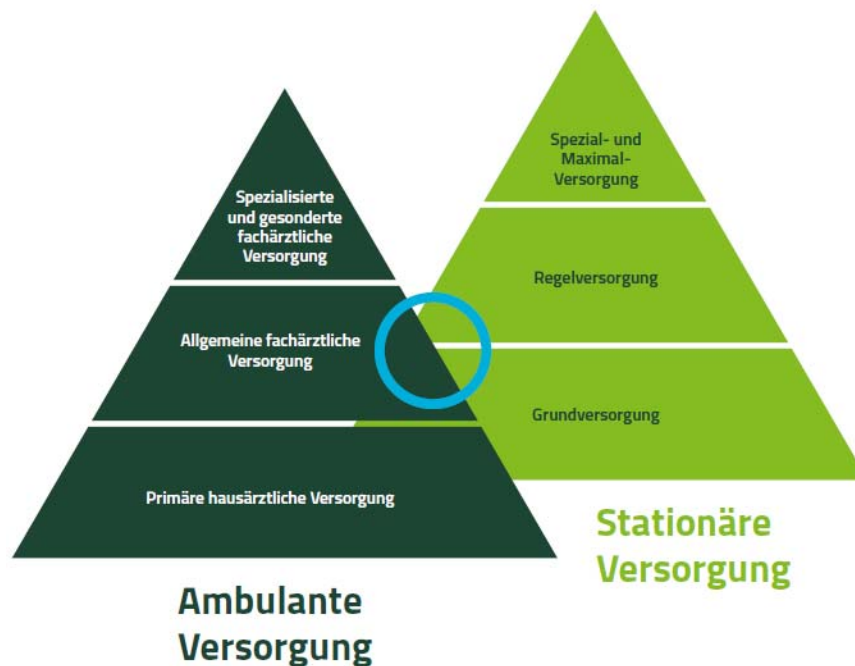 Spezialisierte
und gesonderte
fachärztliche
Versorgung
Allgemeine fachärztliche
Versorgung
Primäre hausärztliche Versorgung
Ambulante
Versorgung
Spezial- und
Maximal-
Versorgung
Regelversorgung
Grundversorgung
Stationäre
Versorgung